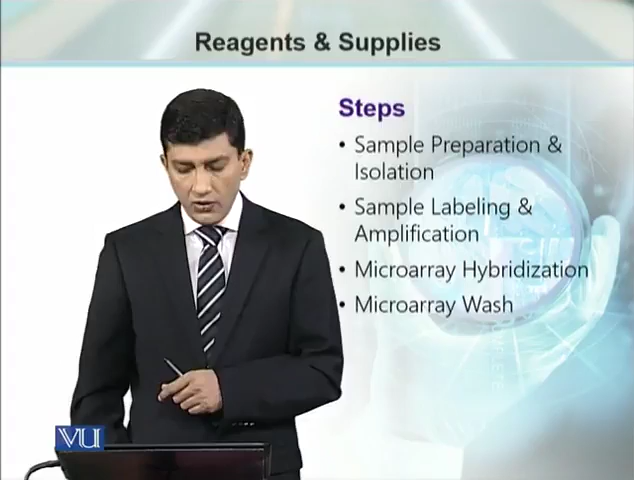 Reagents & Supplies
Steps
• Sample Preparation &
Isolation
• Sample Labeling &
Amplification
• Microarray Hybridization
• Microarray Wash
VU